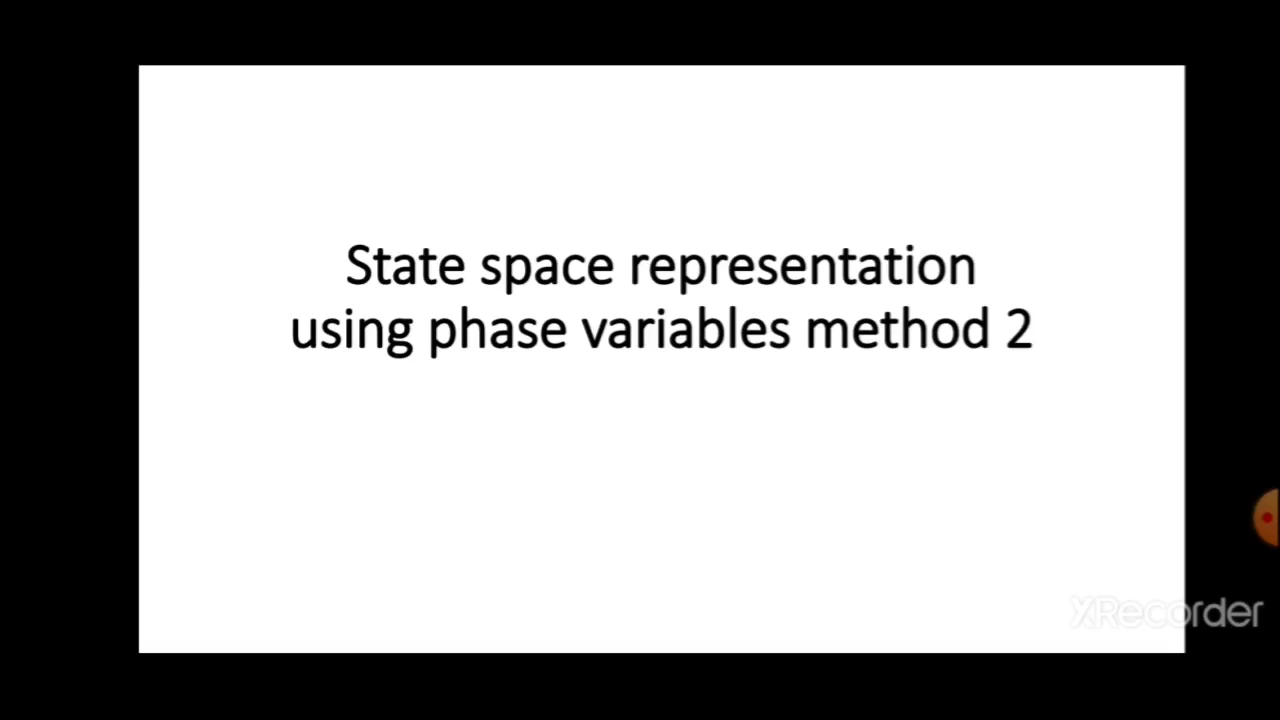 State space representation
using phase variables method 2
XRecorder